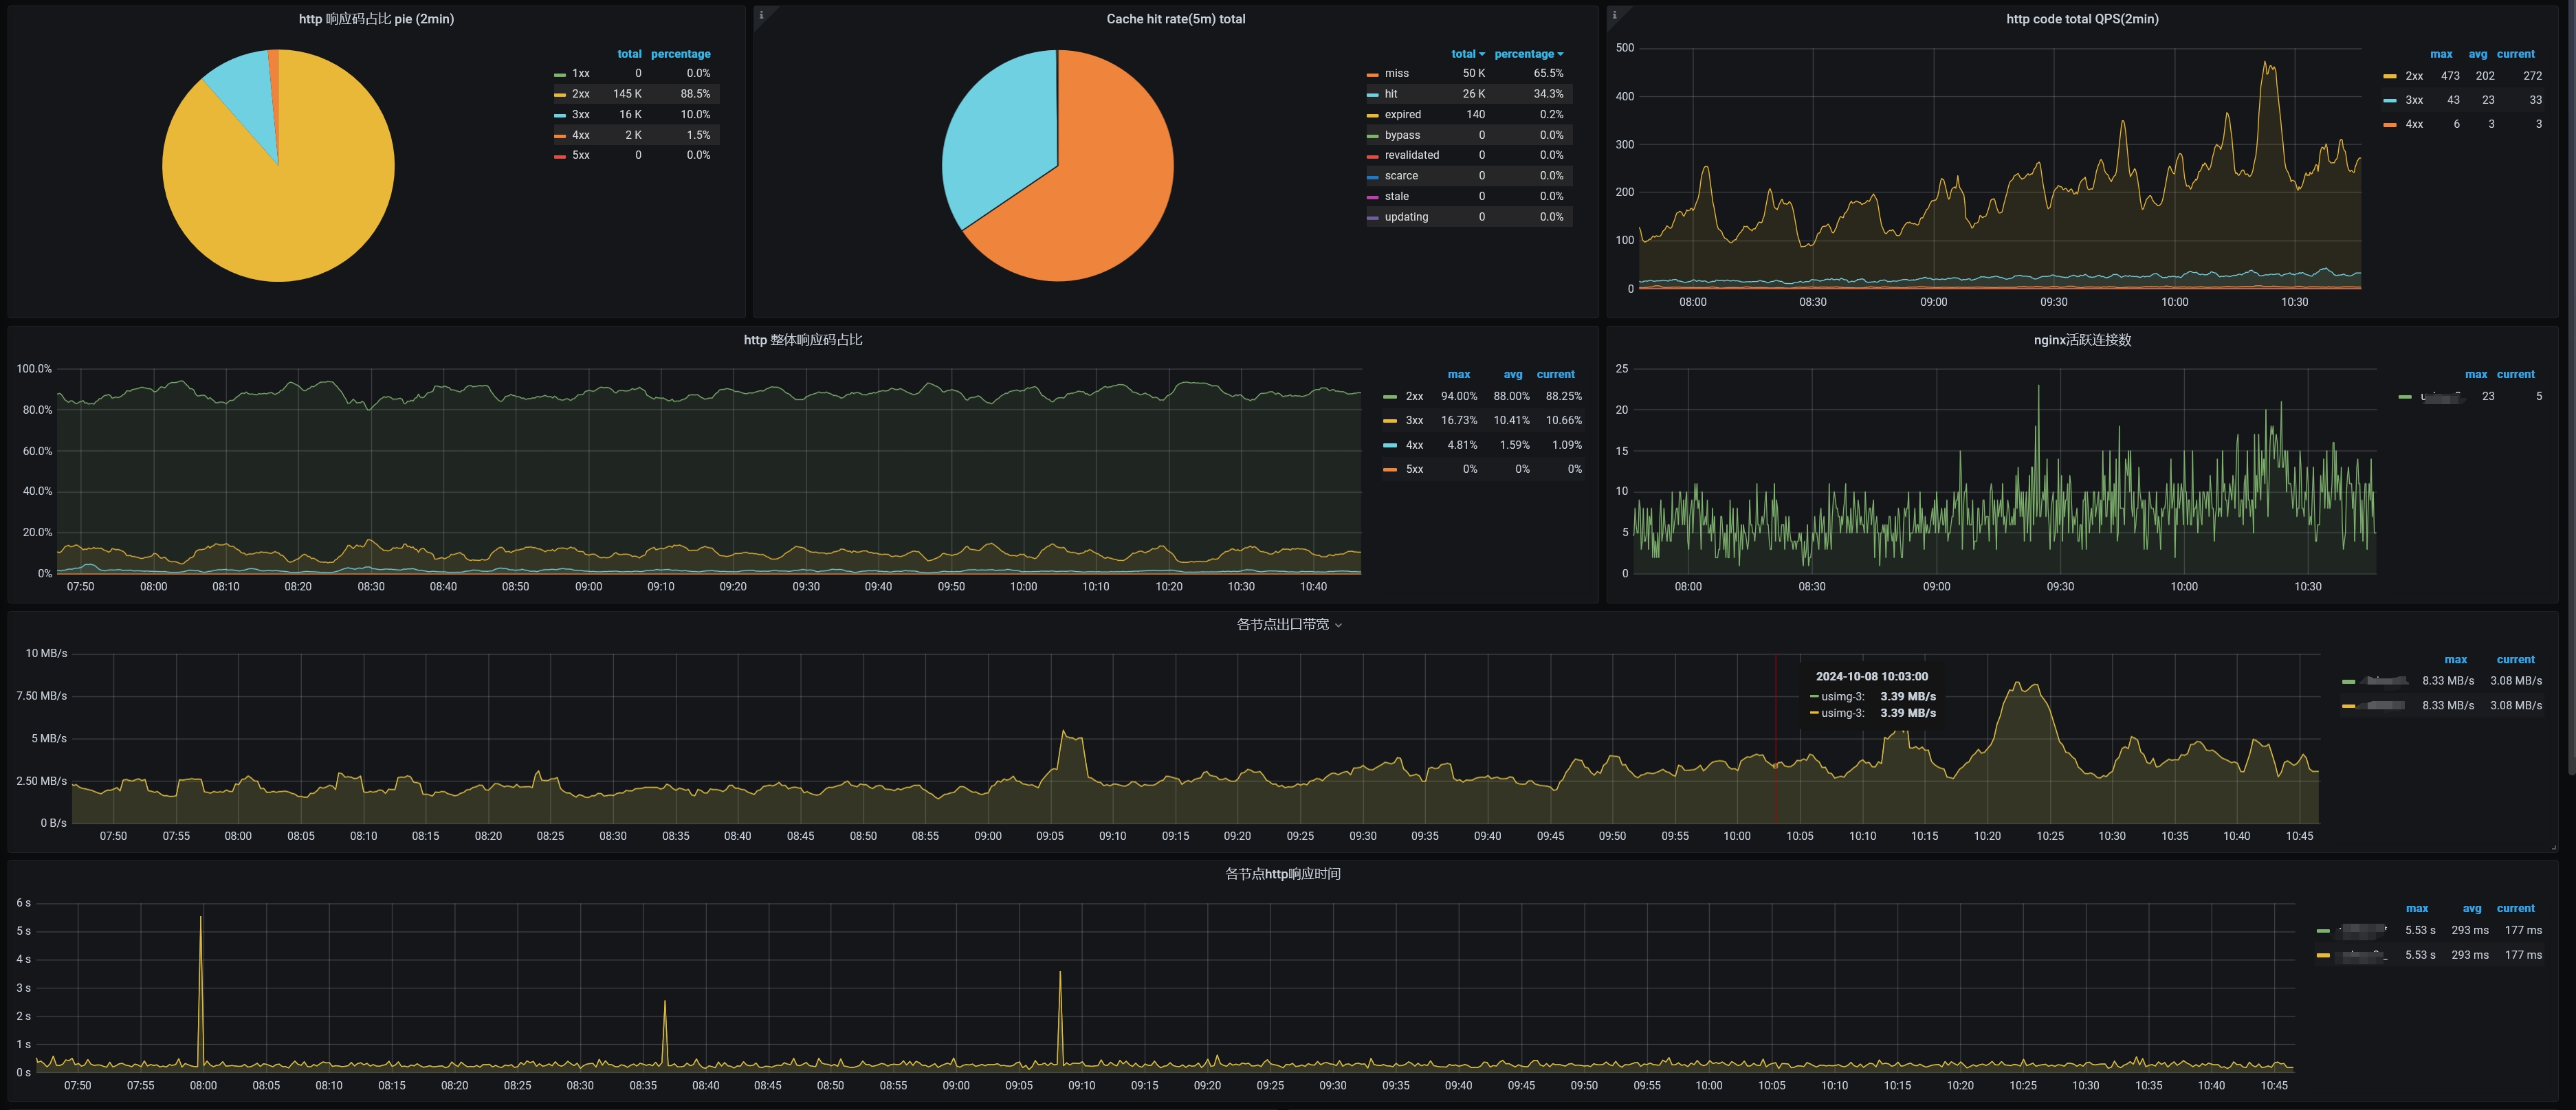 http 响应码占比 pie (2min)
total percentage
1xx 0 0.0%
2xx 145 K 88.5%
3xx 16 K 10.0%
4xx 2 K 1.5%
5xx 0 0.0%
Cache hit rate(5m) total
total percentage
miss 50 K 65.5%
hit 26 K 34.3%
expired 140 0.2%
bypass 0 0.0%
revalidated 0 0.0%
scarce 0 0.0%
stale 0 0.0%
updating 0 0.0%
http code total QPS(2min)
500
400
300
200
100
0
08:00 08:30 09:00 09:30 10:00 10:30
max avg current
2xx 473 202 272
3xx 43 23 33
4xx 6 3 3
http 整体响应码占比
100.0%
80.0%
60.0%
40.0%
20.0%
0%
07:50 08:00 08:10 08:20 08:30 08:40 08:50 09:00 09:10 09:20 09:30 09:40 09:50 10:00 10:10 10:20 10:30 10:40
max avg current
2xx 94.00% 88.00% 88.25%
3xx 16.73% 10.41% 10.66%
4xx 4.81% 1.59% 1.09%
5xx 0% 0% 0%
nginx活跃连接数
25
20
15
10
5
0
08:00 08:30 09:00 09:30 10:00 10:30
max current
23 5
各节点出口带宽
10 MB/s
7.50 MB/s
5 MB/s
2.50 MB/s
0 B/s
07:50 07:55 08:00 08:05 08:10 08:15 08:20 08:25 08:30 08:35 08:40 08:45 08:50 08:55 09:00 09:05 09:10 09:15 09:20 09:25 09:30 09:35 09:40 09:45 09:50 09:55 10:00 10:05 10:10 10:15 10:20 10:25 10:30 10:35 10:40 10:45
2024-10-08 10:03:00
usimg-3: 3.39 MB/s
usimg-3: 3.39 MB/s
max current
8.33 MB/s 3.08 MB/s
8.33 MB/s 3.08 MB/s
各节点http响应时间
6 s
5 s
4 s
3 s
2 s
1 s
0 s
07:50 07:55 08:00 08:05 08:10 08:15 08:20 08:25 08:30 08:35 08:40 08:45 08:50 08:55 09:00 09:05 09:10 09:15 09:20 09:25 09:30 09:35 09:40 09:45 09:50 09:55 10:00 10:05 10:10 10:15 10:20 10:25 10:30 10:35 10:40 10:45
max avg current
5.53 s 293 ms 177 ms
5.53 s 293 ms 177 ms